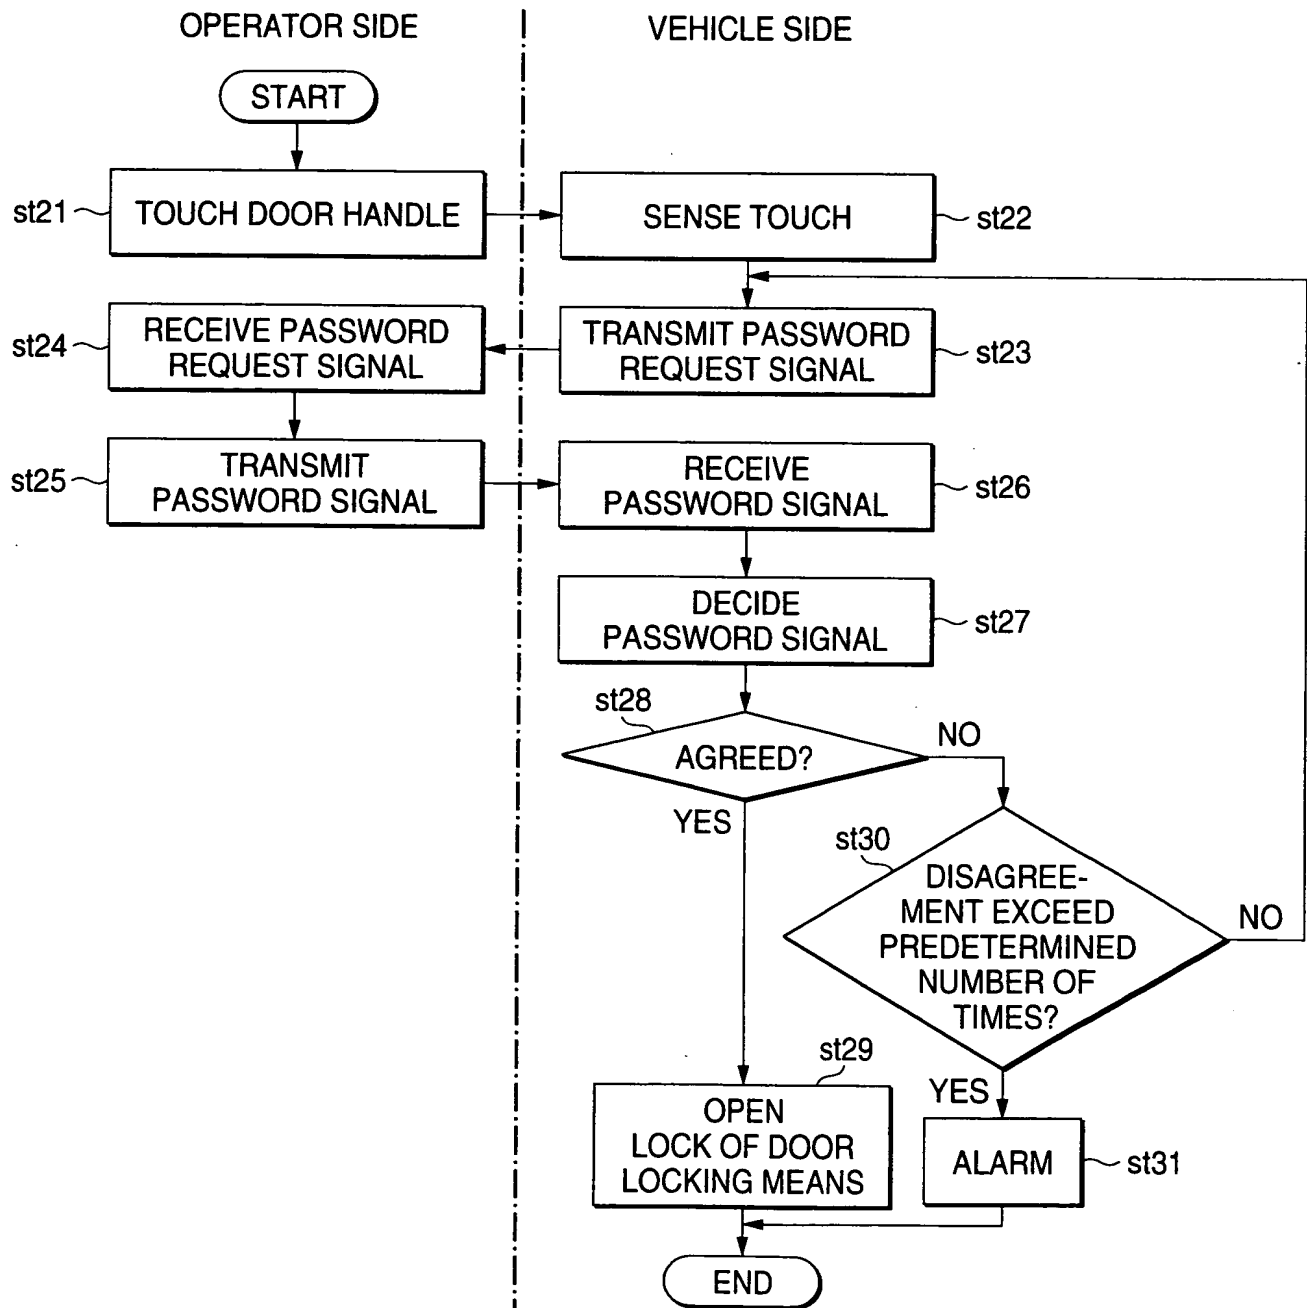 OPERATOR SIDE
VEHICLE SIDE
START
st21
TOUCH DOOR HANDLE
SENSE TOUCH
st22
st24
RECEIVE PASSWORD
REQUEST SIGNAL
TRANSMIT PASSWORD
REQUEST SIGNAL
st23
st25
TRANSMIT
PASSWORD SIGNAL
RECEIVE
PASSWORD SIGNAL
st26
DECIDE
PASSWORD SIGNAL
st27
st28
AGREED?
NO
YES
st30
DISAGREE-
MENT EXCEED
PREDETERMINED
NUMBER OF
TIMES?
NO
YES
st29
OPEN
LOCK OF DOOR
LOCKING MEANS
ALARM
st31
END